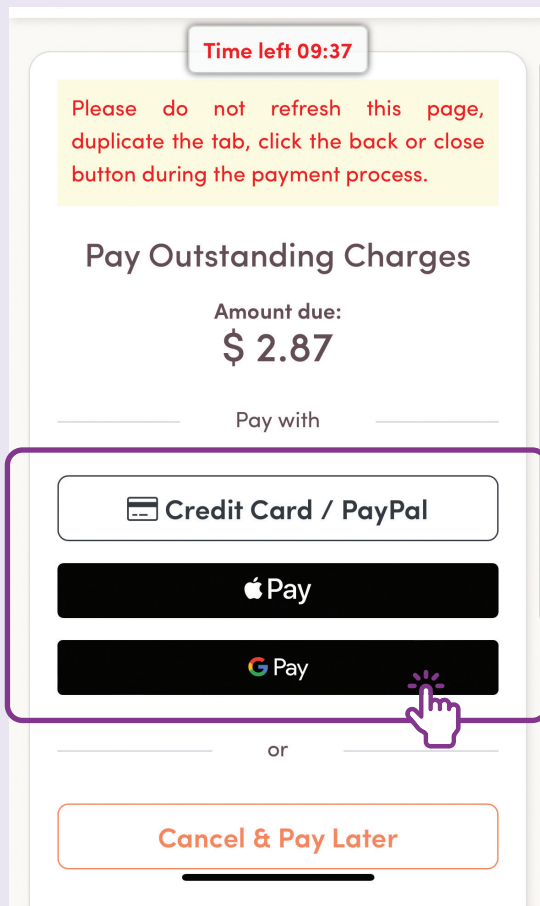 Time left 09:37
Please do not refresh this page,
duplicate the tab, click the back or close
button during the payment process.
Pay Outstanding Charges
Amount due:
$ 2.87
Pay with
Credit Card / PayPal
Pay
G Pay
or
Cancel & Pay Later